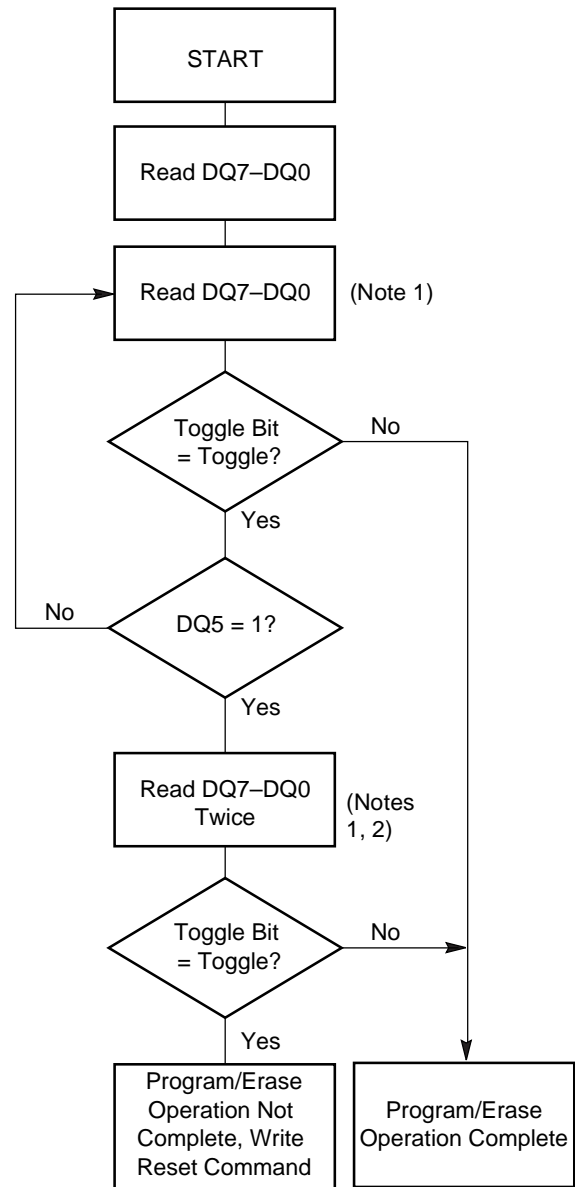 START
Read DQ7–DQ0
Read DQ7–DQ0
(Note 1)
Toggle Bit
= Toggle?
No
Yes
No
DQ5 = 1?
Yes
Read DQ7–DQ0
Twice
(Notes
1, 2)
Toggle Bit
= Toggle?
No
Yes
Program/Erase
Operation Not
Complete, Write
Reset Command
Program/Erase
Operation Complete